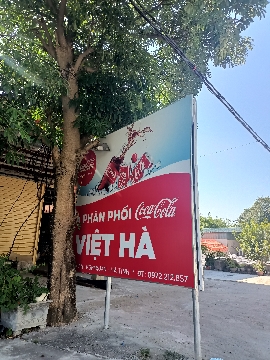 PHÂN PHỐI Coca-Cola
VIỆT HÀ
ĐT: 0972.212.857